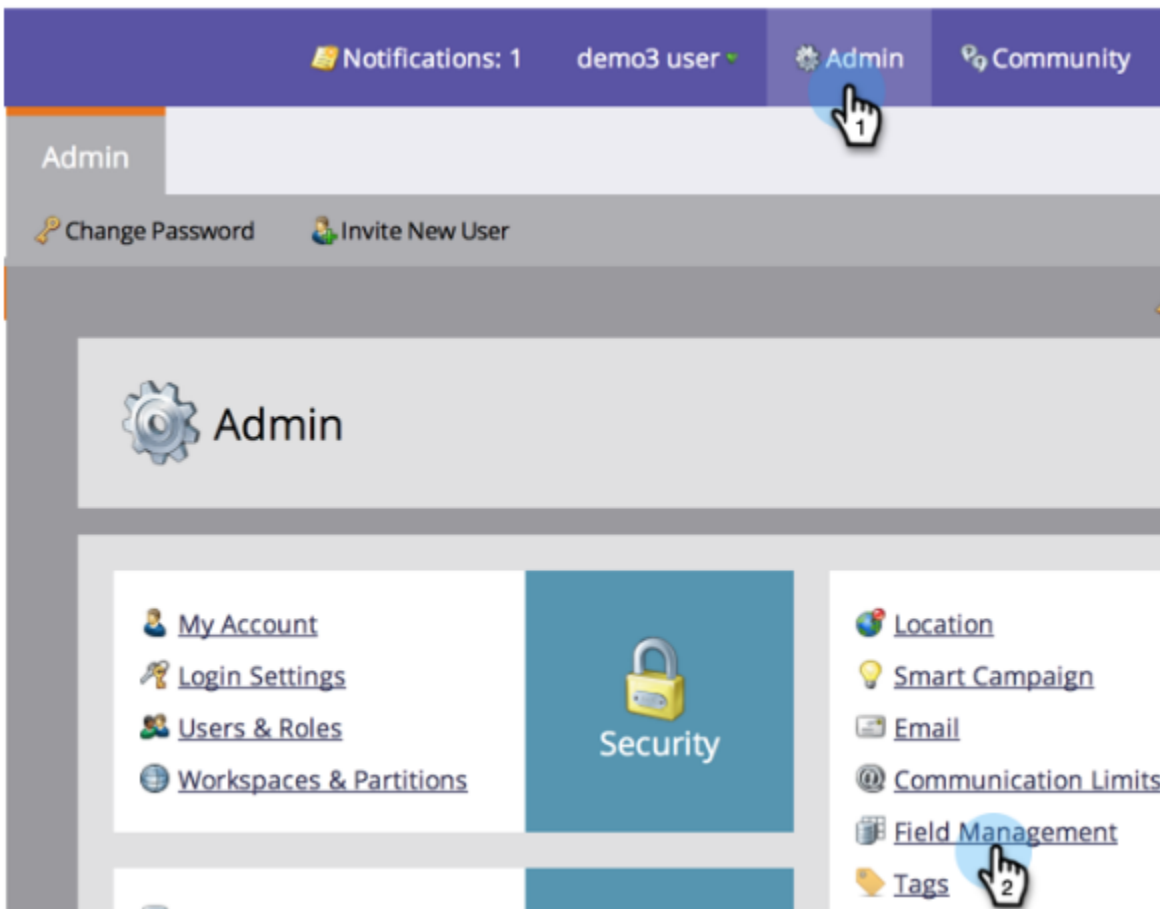 Notifications: 1 demo3 user Admin Community
1
Admin
Change Password Invite New User
Admin
My Account
Login Settings
Users & Roles
Workspaces & Partitions
Security
Location
Smart Campaign
Email
Communication Limits
Field Management
Tags
2